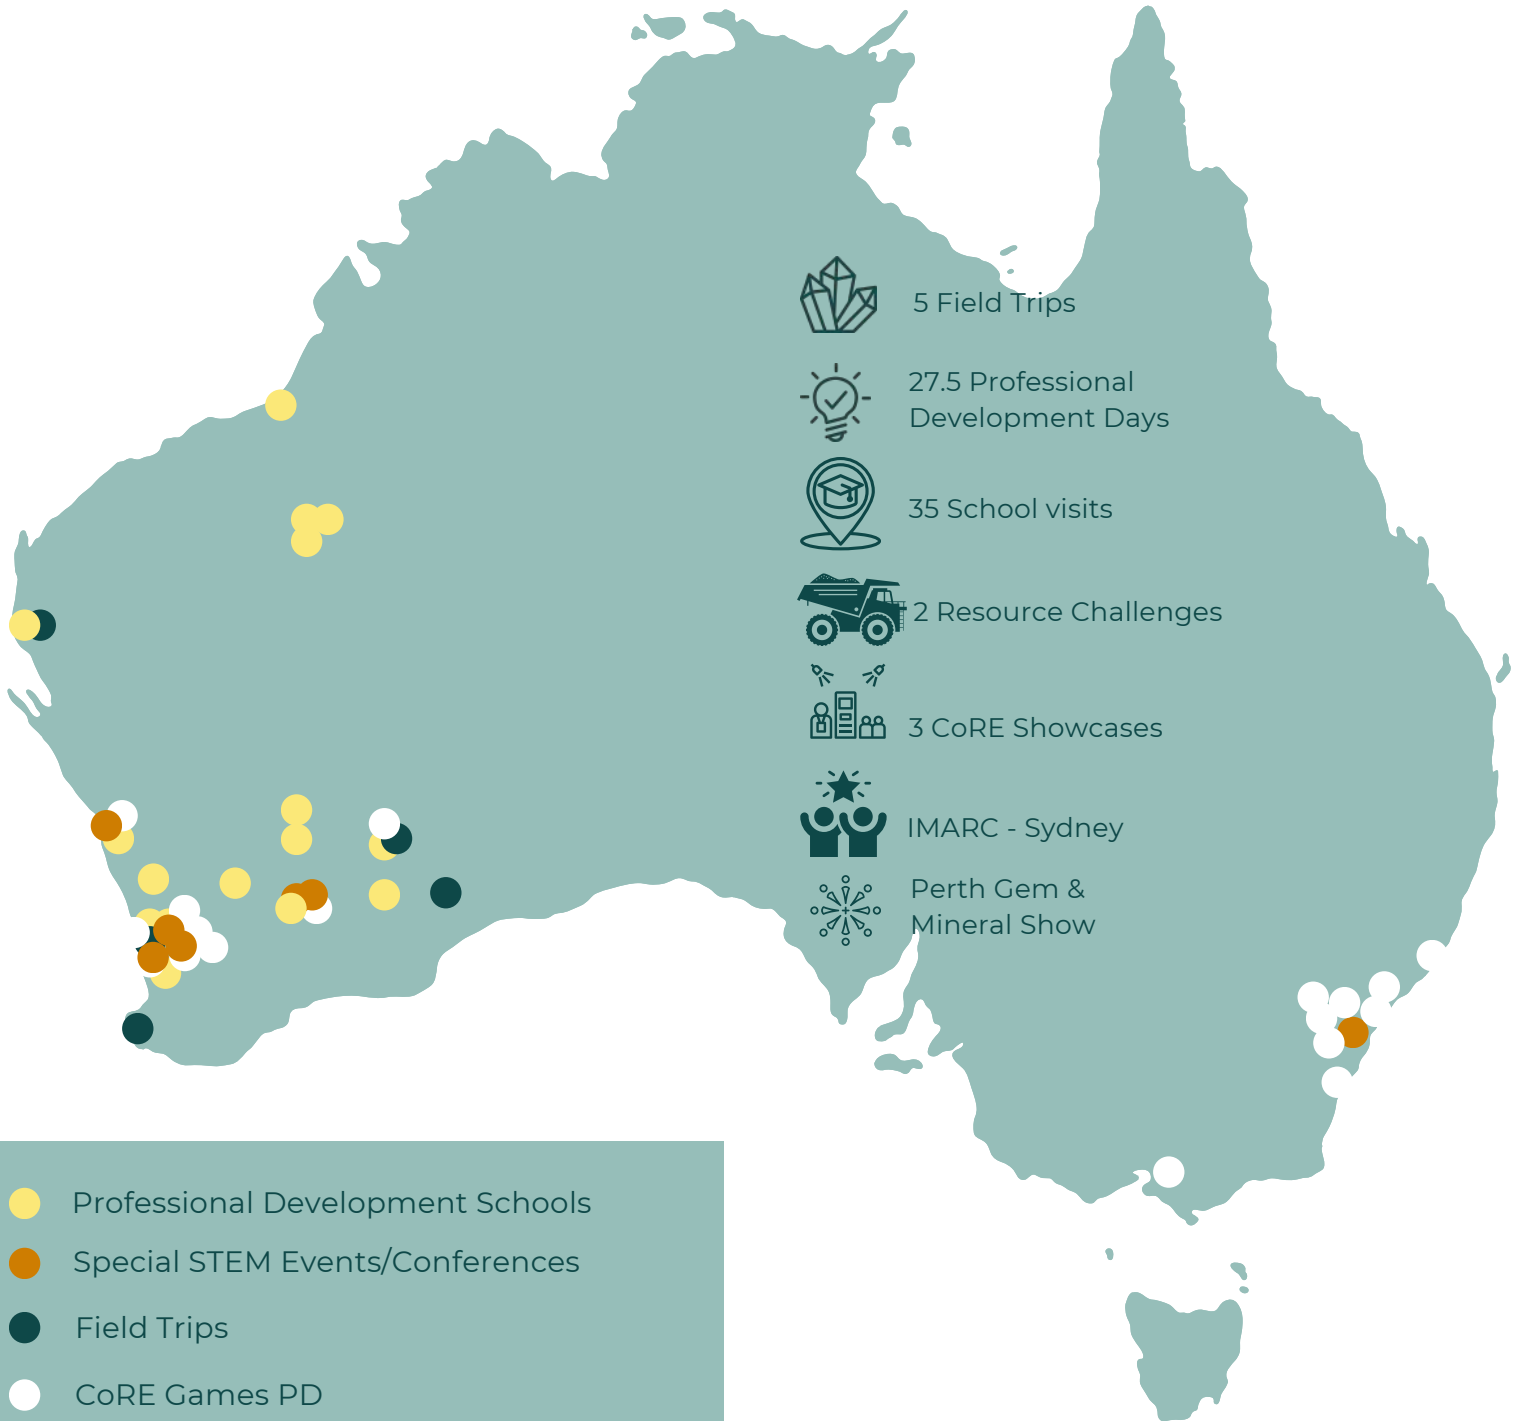 5 Field Trips
27.5 Professional
Development Days
35 School visits
2 Resource Challenges
3 CoRE Showcases
IMARC - Sydney
Perth Gem &
Mineral Show
Professional Development Schools
Special STEM Events/Conferences
Field Trips
CoRE Games PD